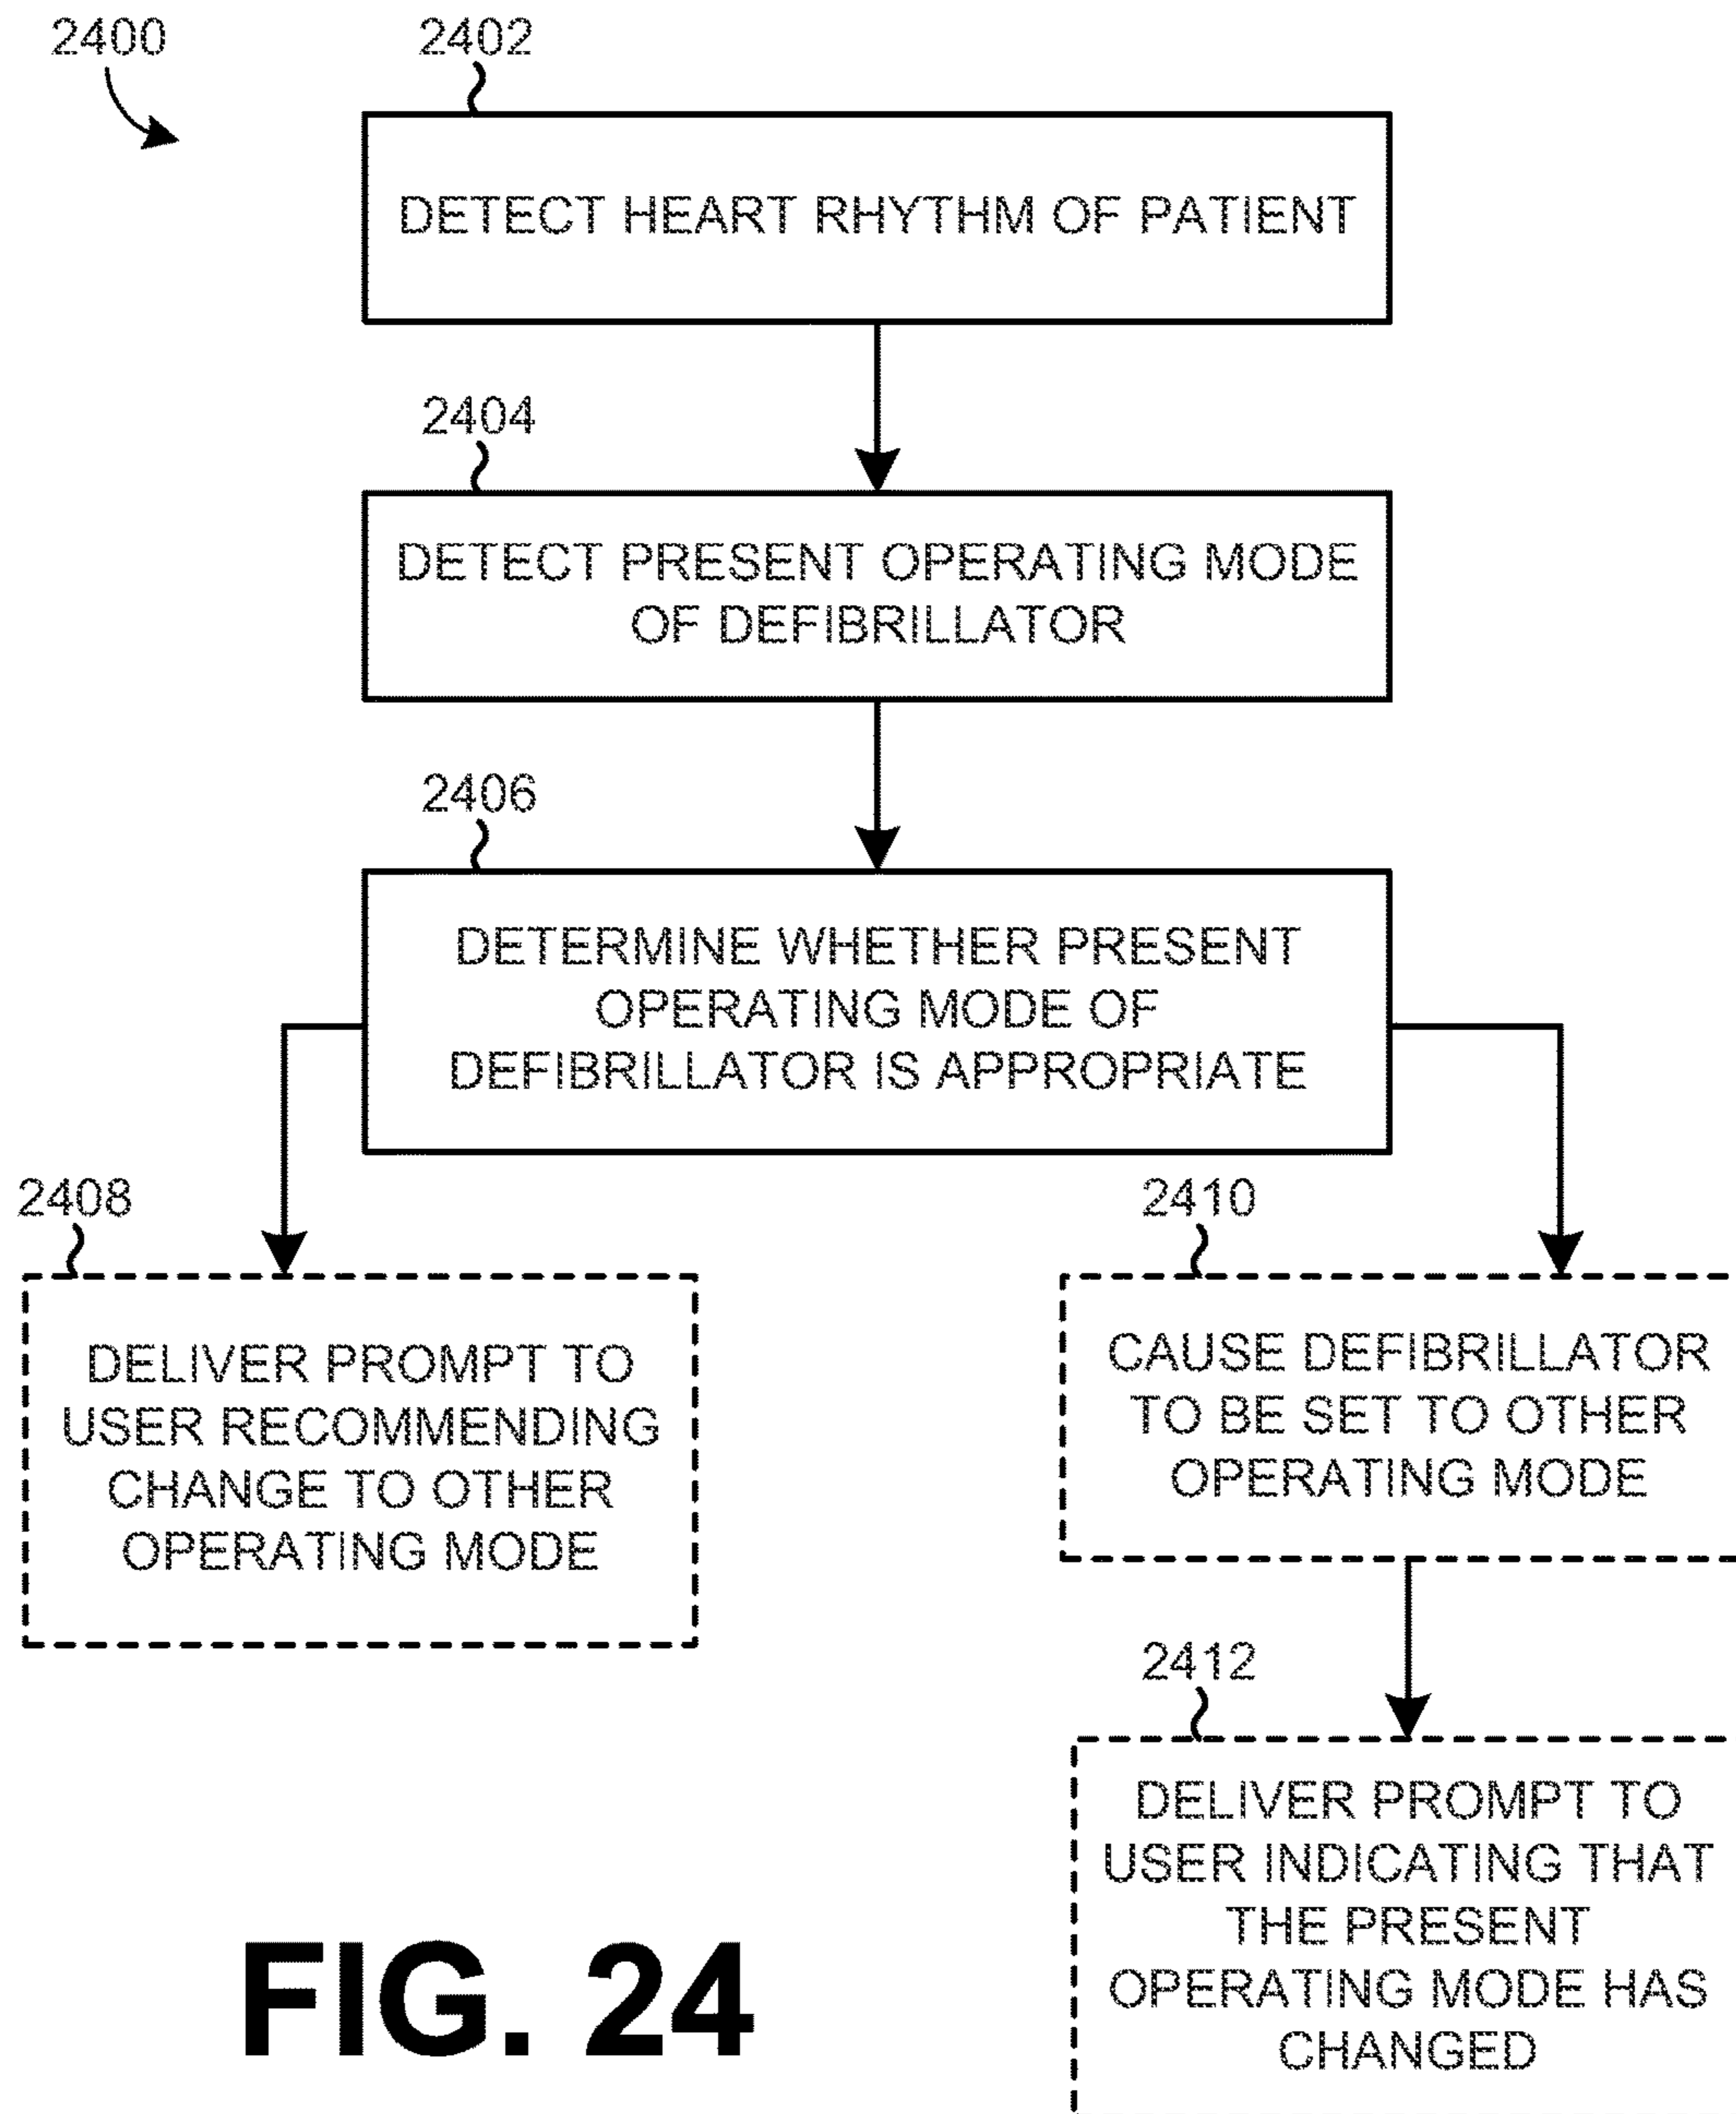 2400
2402
DETECT HEART RHYTHM OF PATIENT
2404
DETECT PRESENT OPERATING MODE
OF DEFIBRILLATOR
2406
DETERMINE WHETHER PRESENT
OPERATING MODE OF
DEFIBRILLATOR IS APPROPRIATE
2408
DELIVER PROMPT TO
USER RECOMMENDING
CHANGE TO OTHER
OPERATING MODE
2410
CAUSE DEFIBRILLATOR
TO BE SET TO OTHER
OPERATING MODE
2412
DELIVER PROMPT TO
USER INDICATING THAT
THE PRESENT
OPERATING MODE HAS
CHANGED
FIG. 24